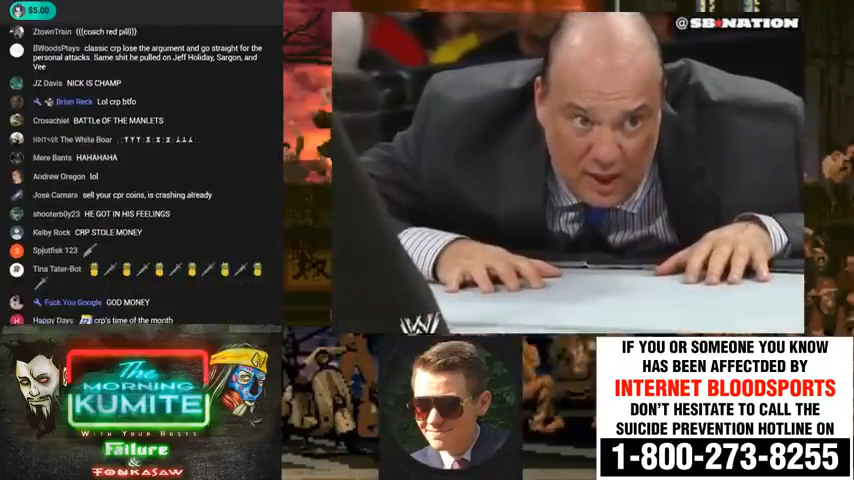 $5.00
ZtownTrain (((coach red pill)))
BWoodsPlays classic crp lose the argument and go straight for the
personal attacks. Same shit he pulled on Jeff Holiday, Sargon, and
Vee
JZ Davis NICK IS CHAMP
Brian Reck Lol crp btfo
Crosachiel BATTLe OF THE MANLETS
The White Boar
Mere Bants HAHAHAHA
Andrew Oregon lol
José Camara sell your cpr coins, is crashing already
shooterb0y23 HE GOT IN HIS FEELINGS
Kelby Rock CRP STOLE MONEY
Spjutfisk 123
Tina Tater-Bot
Fuck You Google GOD MONEY
Happy Days crp's time of the month
@SB★NATION
W
The
MORNING
KUMITE
WITH YOUR HOSTS
Failure
&
FONKASAW
IF YOU OR SOMEONE YOU KNOW
HAS BEEN AFFECTDED BY
INTERNET BLOODSPORTS
DON'T HESITATE TO CALL THE
SUICIDE PREVENTION HOTLINE ON
1-800-273-8255